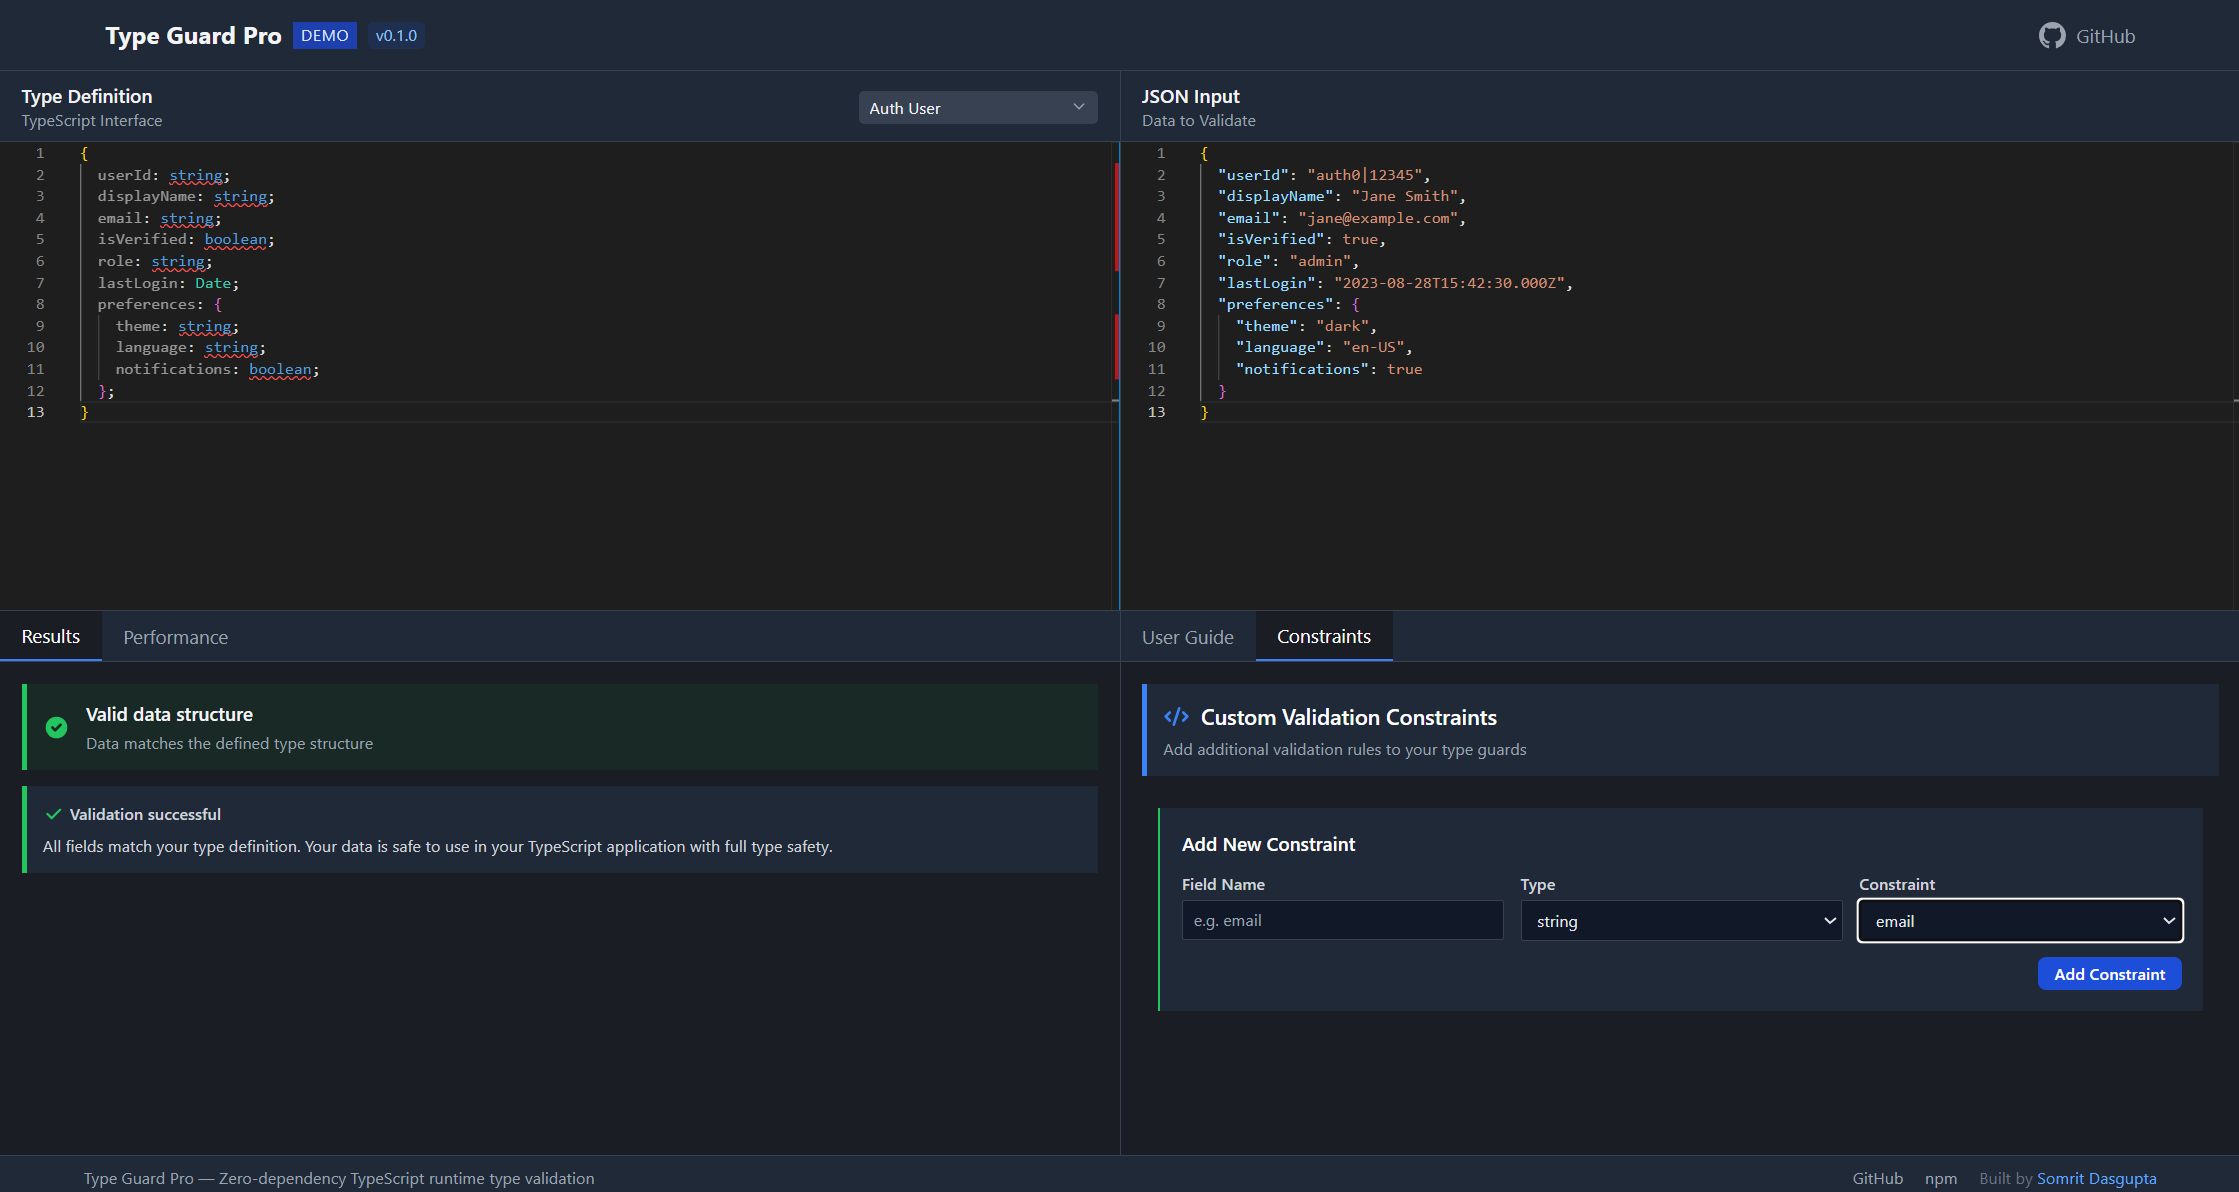 Type Guard Pro DEMO v0.1.0
GitHub
Type Definition
TypeScript Interface
Auth User
1 {
2 userId: string;
3 displayName: string;
4 email: string;
5 isVerified: boolean;
6 role: string;
7 lastLogin: Date;
8 preferences: {
9 theme: string;
10 language: string;
11 notifications: boolean;
12 };
13 }
JSON Input
Data to Validate
1 {
2 "userId": "auth0|12345",
3 "displayName": "Jane Smith",
4 "email": "jane@example.com",
5 "isVerified": true,
6 "role": "admin",
7 "lastLogin": "2023-08-28T15:42:30.000Z",
8 "preferences": {
9 "theme": "dark",
10 "language": "en-US",
11 "notifications": true
12 }
13 }
Results Performance
Valid data structure
Data matches the defined type structure
Validation successful
All fields match your type definition. Your data is safe to use in your TypeScript application with full type safety.
User Guide Constraints
</> Custom Validation Constraints
Add additional validation rules to your type guards
Add New Constraint
Field Name Type Constraint
e.g. email string email
Add Constraint
Type Guard Pro — Zero-dependency TypeScript runtime type validation
GitHub npm Built by Somrit Dasgupta